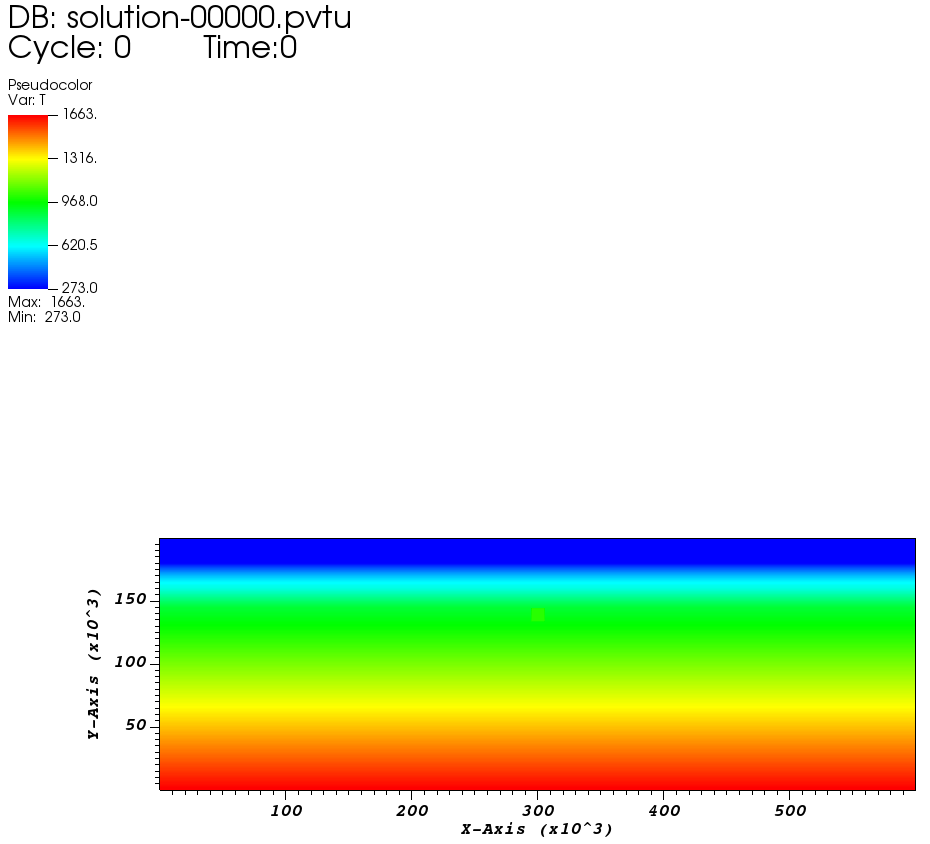 DB: solution-00000.pvtu
Cycle: 0 Time:0
Pseudocolor
Var: T
1663.
1316.
968.0
620.5
273.0
Max: 1663.
Min: 273.0
Y-Axis (x10^3)
150
100
50
100 200 300 400 500
X-Axis (x10^3)